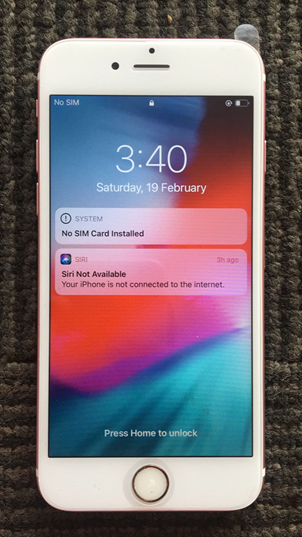 No SIM
3:40
Saturday, 19 February
SYSTEM
No SIM Card Installed
SIRI 3h ago
Siri Not Available
Your iPhone is not connected to the internet.
Press Home to unlock